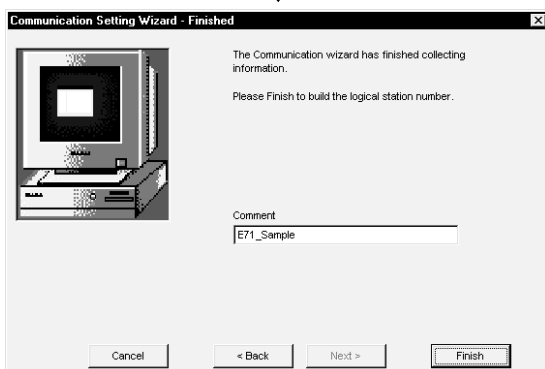 Communication Setting Wizard - Finished
The Communication wizard has finished collecting
information.
Please Finish to build the logical station number.
Comment
E71_Sample
Cancel
< Back
Next >
Finish